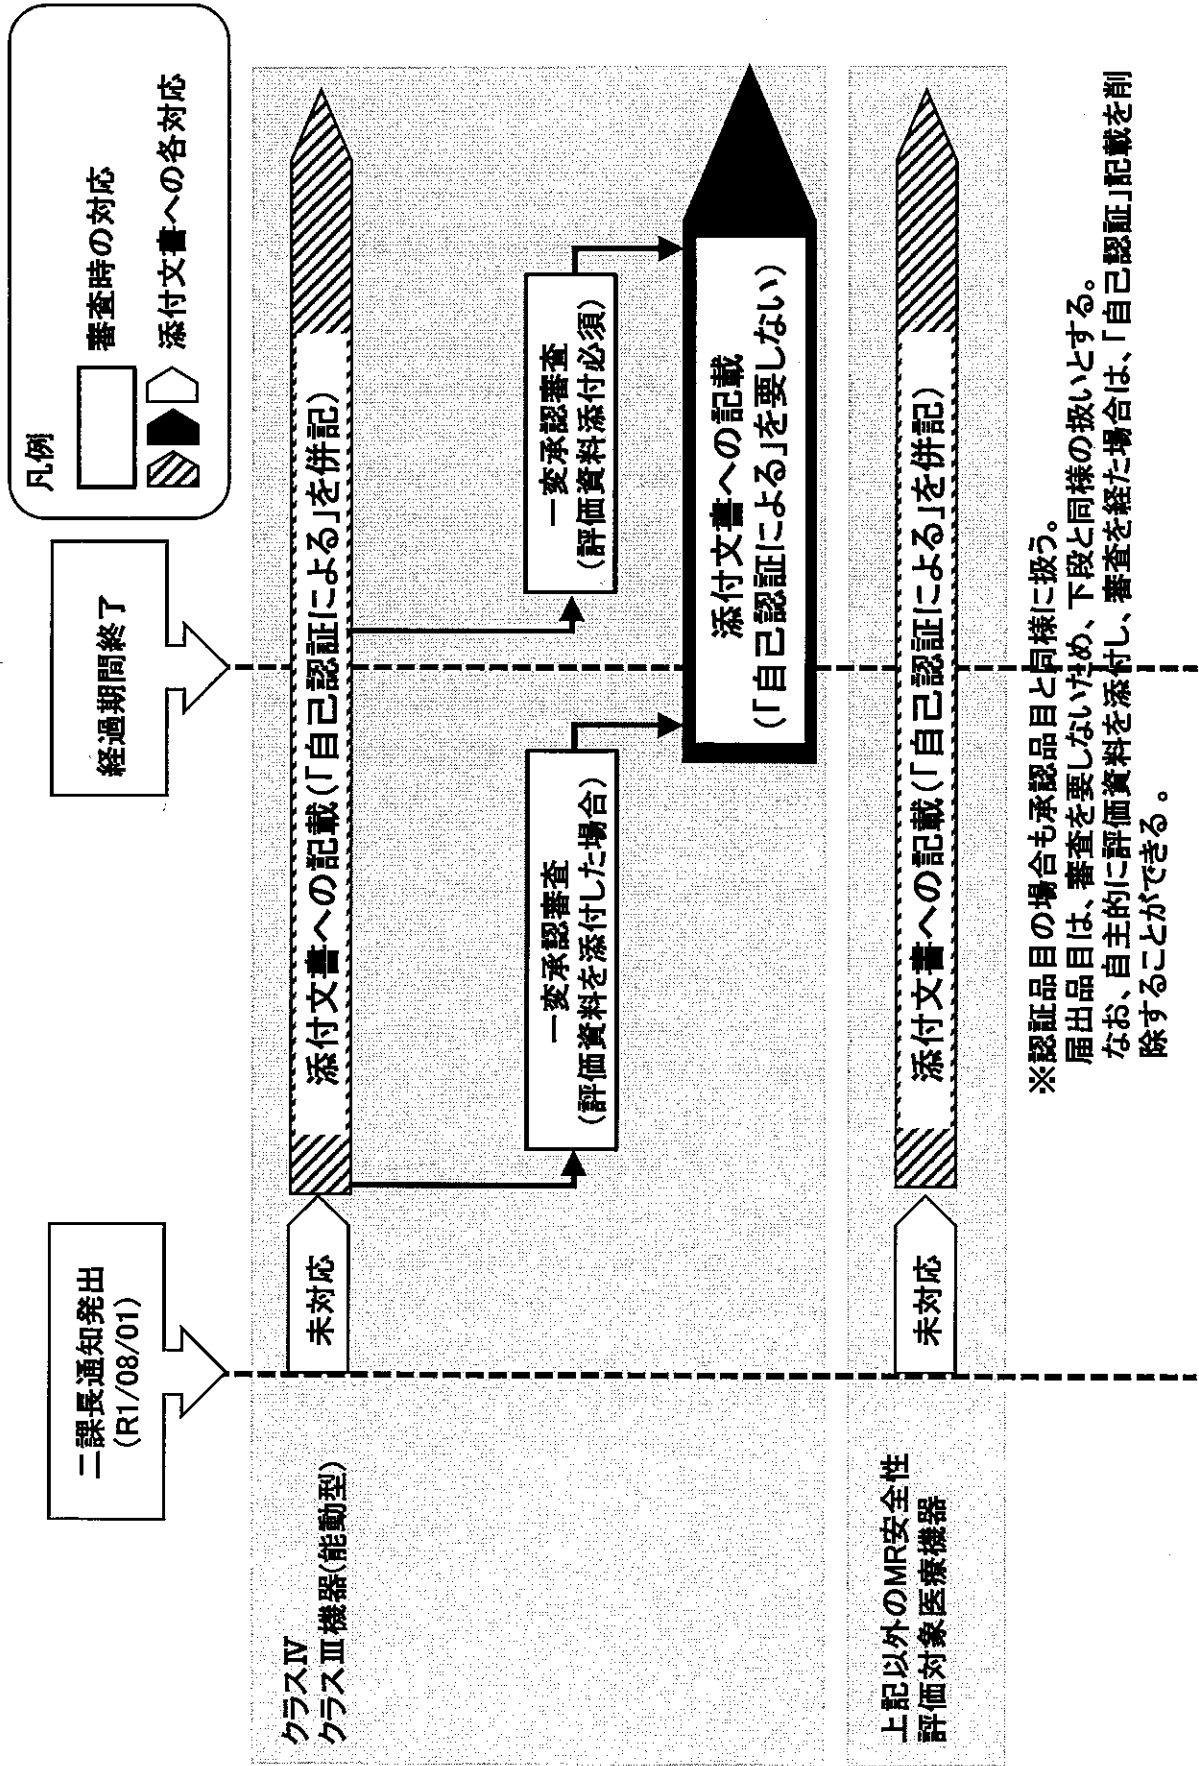 二課長通知発出
(R1/08/01)
経過期間終了
凡例
審査時の対応
添付文書への各対応
クラスⅣ
クラスⅢ機器(能動型)
未対応
添付文書への記載(「自己認証による」を併記)
一変承認審査
(評価資料を添付した場合)
一変承認審査
(評価資料添付必須)
添付文書への記載
(「自己認証による」を要しない)
上記以外のMR安全性
評価対象医療機器
未対応
添付文書への記載(「自己認証による」を併記)
※認証品目の場合も承認品目と同様に扱う。
届出品目は、審査を要しないため、下段と同様の扱いとする。
なお、自主的に評価資料を添付し、審査を経た場合は、「自己認証」記載を削
除することができる。